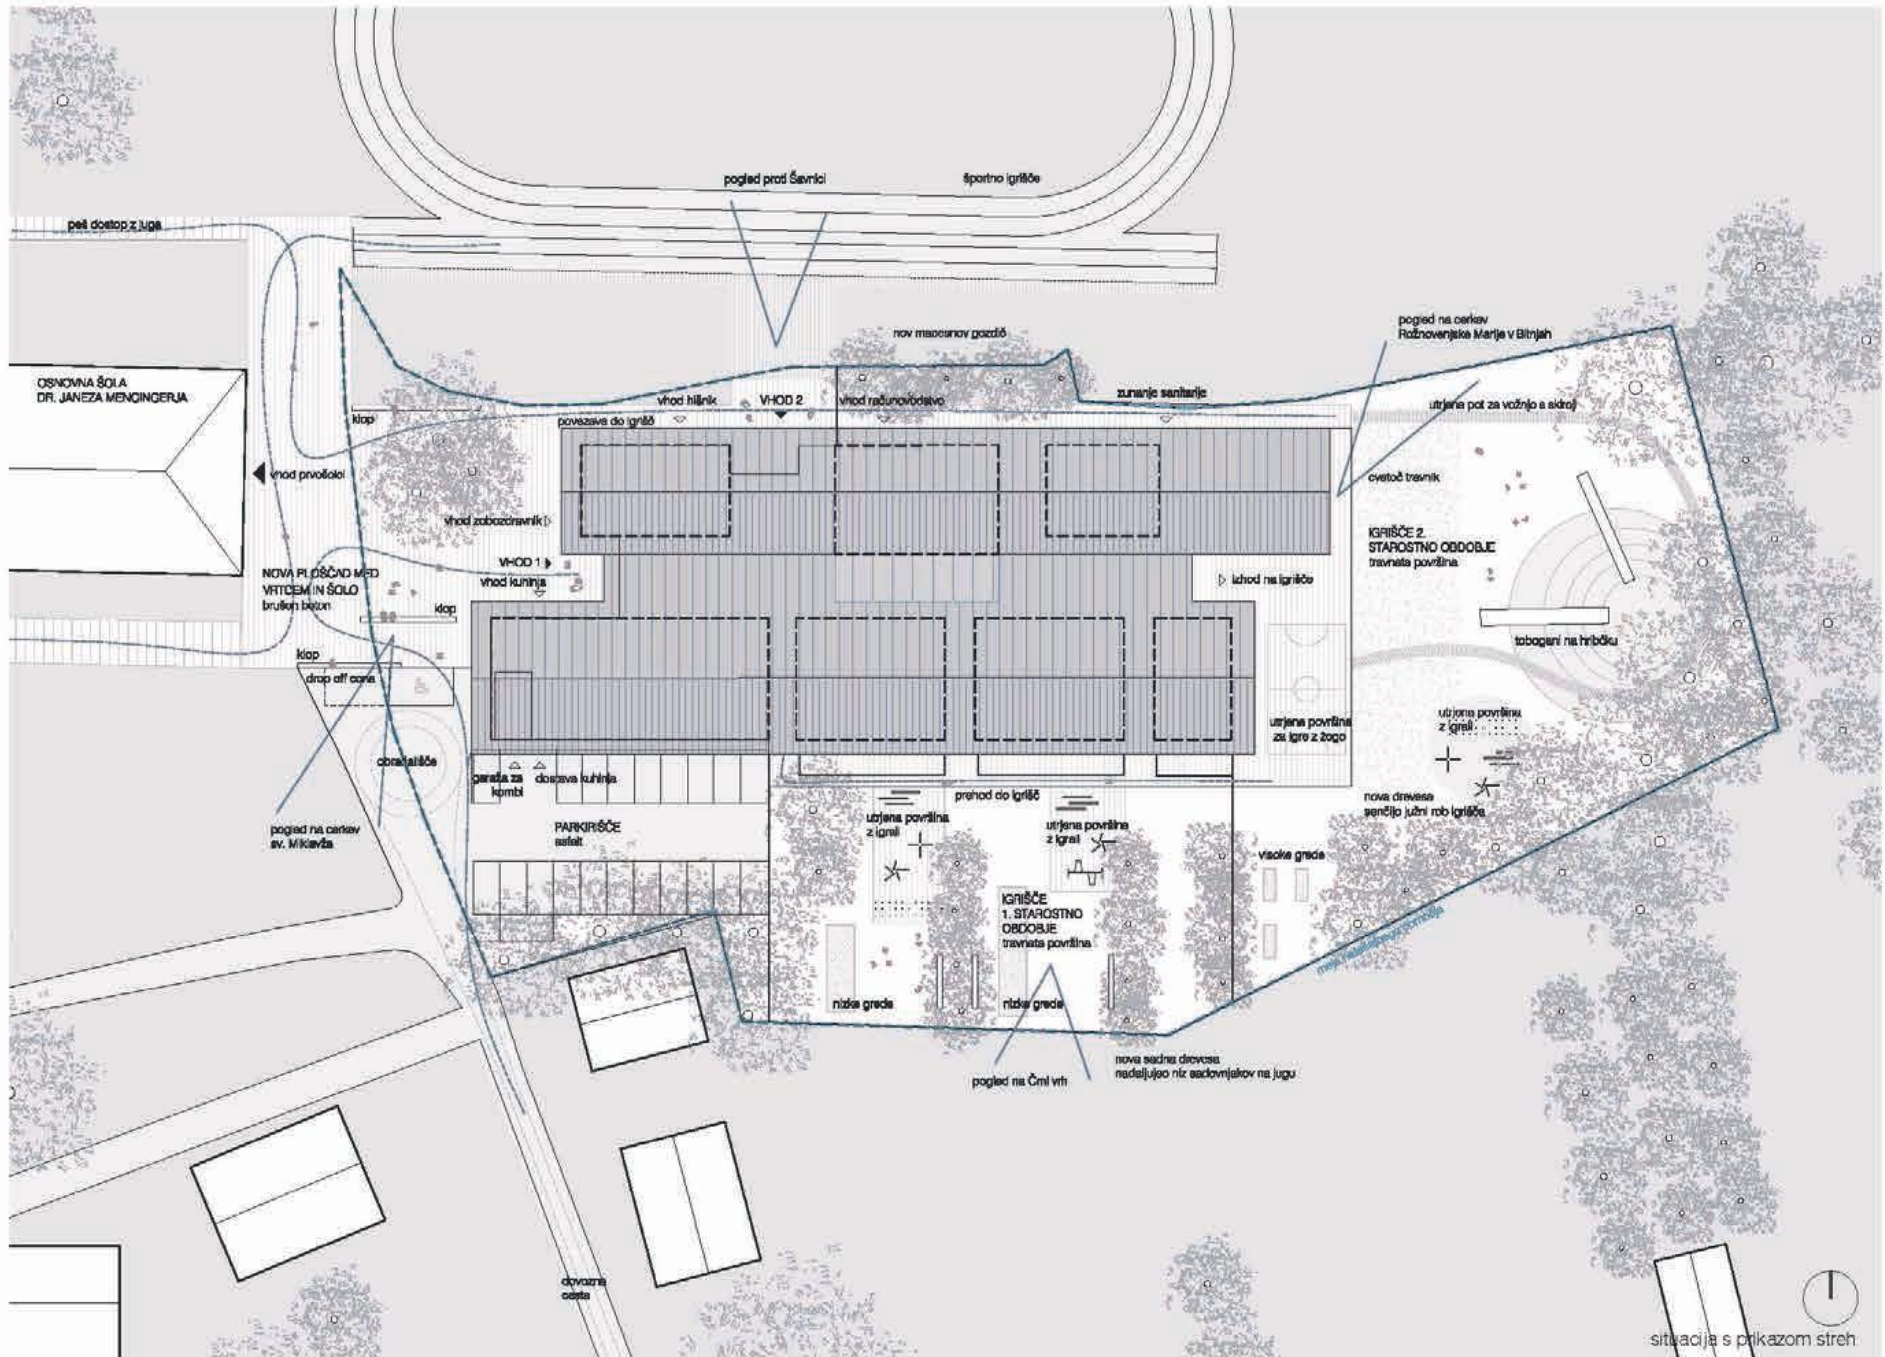 pogled proti Šavnici
športno igrišče
peš dostop z juga
nov macesnov gozdič
pogled na cerkev
Rožnovenske Marije v Bitnjah
OSNOVNA ŠOLA
DR. JANEZA MENCINGERJA
klop
vhod hišnik
VHOD 2
vhod računovodstvo
zunanje sanitarije
utrjena pot za vožnjo s skiroji
povezava do igrišč
vhod prvošolci
cvetoč travnik
vhod zobozdravnik
IGRIŠČE 2.
STAROSTNO OBDOBJE
travnata površina
VHOD 1
vhod kuhinja
izhod na igrišče
NOVA PLOŠČAD MED
VRTCEM IN ŠOLO
brušen beton
klop
tobogani na hribčku
klop
drop off cona
utrjena površina
z igrali
utrjena površina
za igre z žogo
obračališče
garaža za
kombi
dostava kuhinja
prehod do igrišč
nova drevesa
senčijo južni rob igrišča
pogled na cerkev
sv. Miklavža
PARKIRIŠČE
asfalt
utrjena površina
z igrali
utrjena površina
z igrali
visoke grede
IGRIŠČE
1. STAROSTNO
OBDOBJE
travnata površina
nizke grede
nizke grede
pogled na Črni vrh
nova sadna drevesa
nadaljujejo niz sadovnjakov na jugu
dovozna
cesta
situacija s prikazom streh